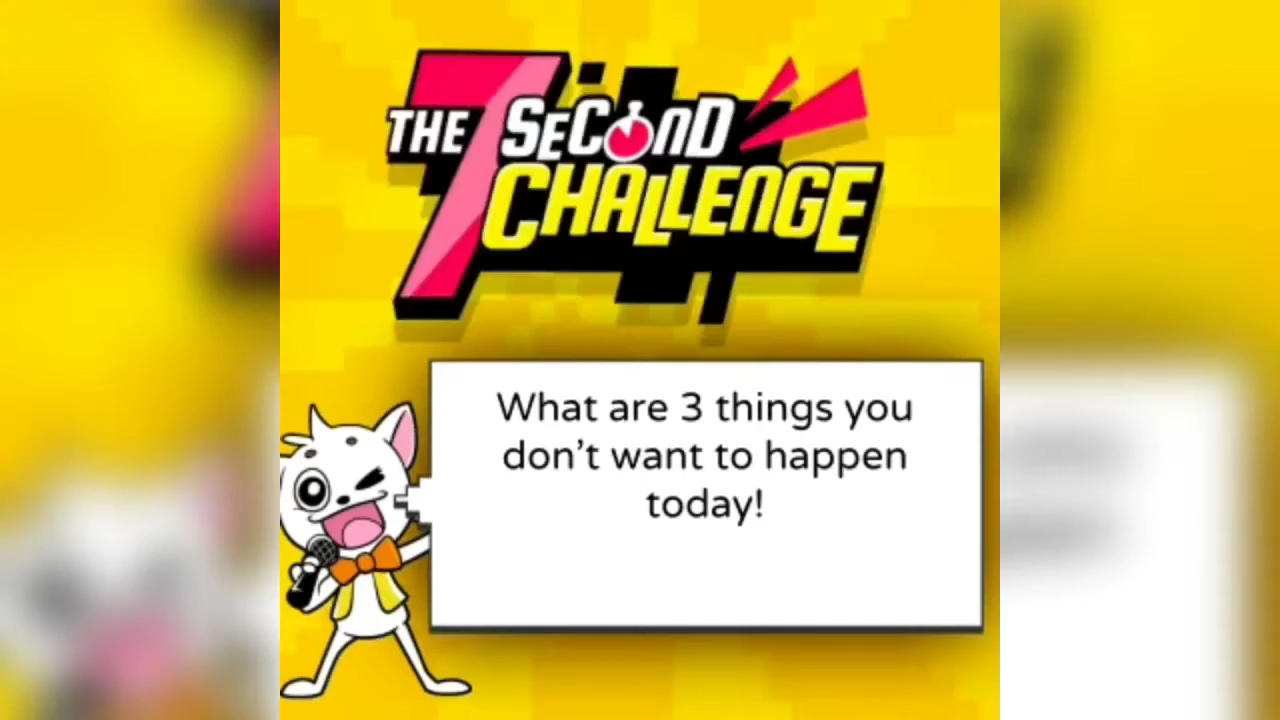 THE 7 SECOND
CHALLENGE
What are 3 things you
don't want to happen
today!